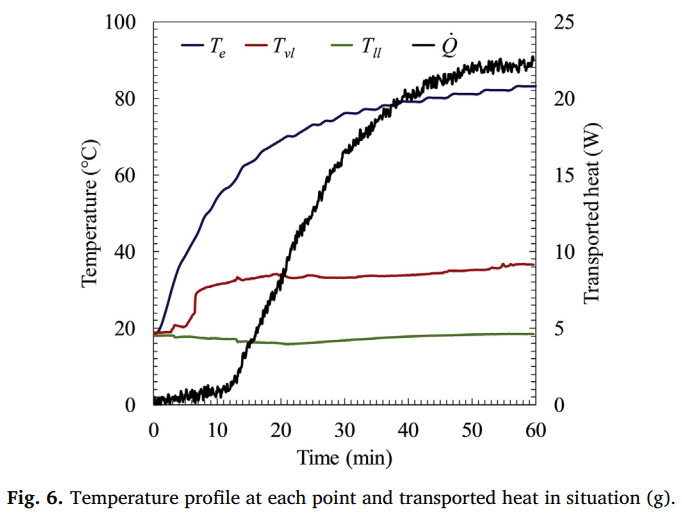 100
25
T_e
T_vl
T_ll
Q̇
80
20
60
15
40
10
20
5
0
0
0 10 20 30 40 50 60
Temperature (℃)
Transported heat (W)
Time (min)
Fig. 6. Temperature profile at each point and transported heat in situation (g).